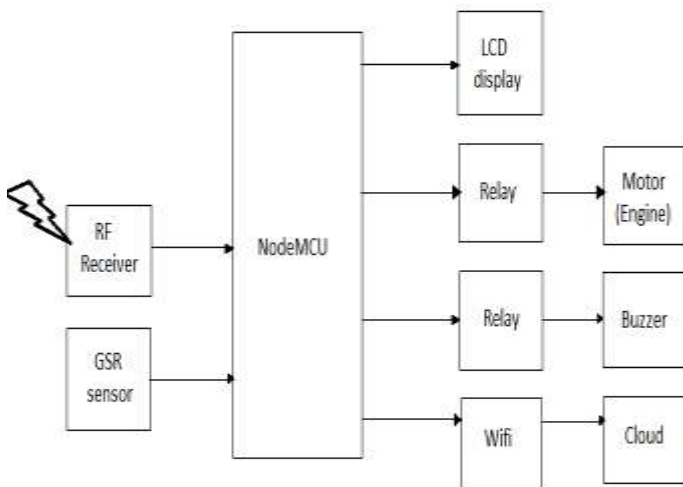 LCD
display
Relay
Motor
(Engine)
RF
Receiver
NodeMCU
Relay
Buzzer
GSR
sensor
Wifi
Cloud